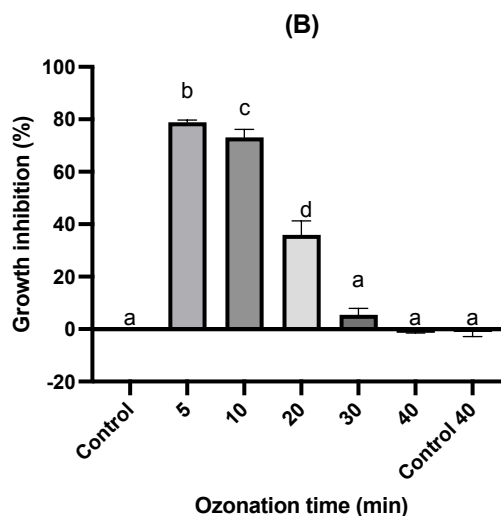 (B)
Growth inhibition (%)
100
80
60
40
20
0
-20
a
b
c
d
a
a
a
Control
5
10
20
30
40
Control 40
Ozonation time (min)